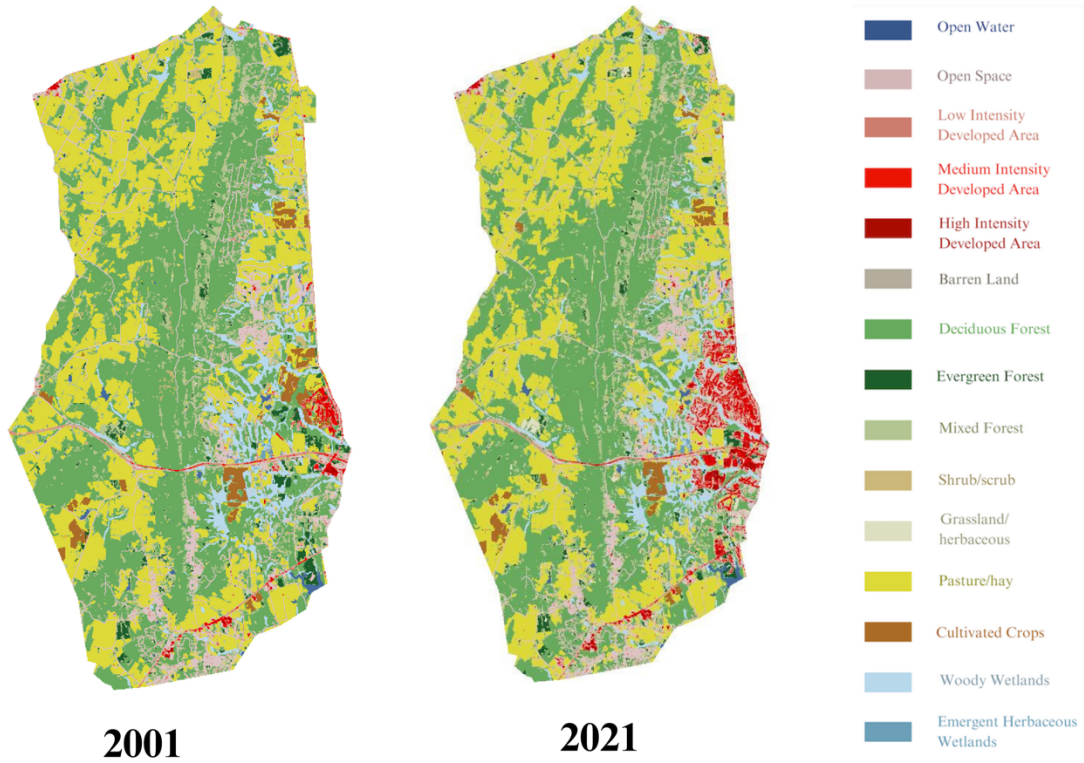 Open Water
Open Space
Low Intensity
Developed Area
Medium Intensity
Developed Area
High Intensity
Developed Area
Barren Land
Deciduous Forest
Evergreen Forest
Mixed Forest
Shrub/scrub
Grassland/
herbaceous
Pasture/hay
Cultivated Crops
Woody Wetlands
Emergent Herbaceous
Wetlands
2001
2021